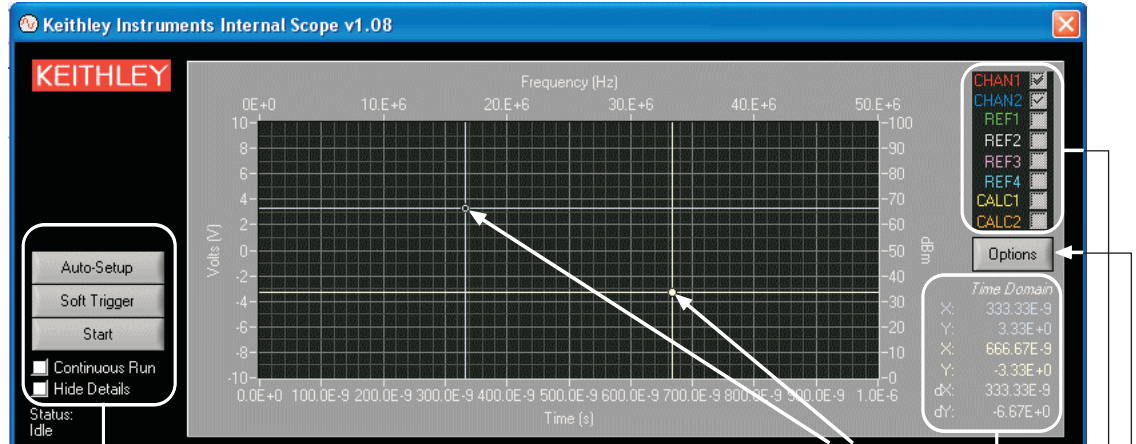 Keithley Instruments Internal Scope v1.08
KEITHLEY
Frequency (Hz)
0E+0 10.E+6 20.E+6 30.E+6 40.E+6 50.E+6
10 8 6 4 2 0 -2 -4 -6 -8 -10
Volts (V)
100 90 80 70 60 50 40 30 20 10 0
dBm
0.0E+0 100.0E-9 200.0E-9 300.0E-9 400.0E-9 500.0E-9 600.0E-9 700.0E-9 800.0E-9 900.0E-9 1.0E-6
Time (s)
CHAN1
CHAN2
REF1
REF2
REF3
REF4
CALC1
CALC2
Options
Time Domain
X: 333.33E-9
Y: 3.33E+0
X: 666.67E-9
Y: -3.33E+0
dX: 333.33E-9
dY: -6.67E+0
Auto-Setup
Soft Trigger
Start
Continuous Run
Hide Details
Status:
Idle